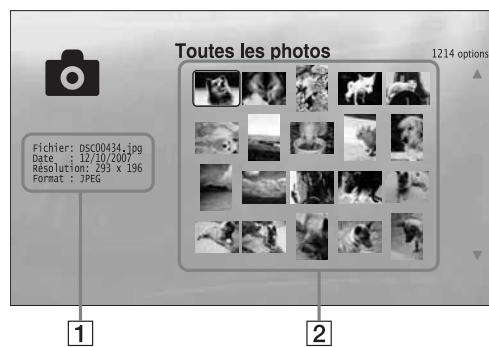 Toutes les photos
1214 options
Fichier: DSC00434.jpg
Date : 12/10/2007
Résolution: 293 x 196
Format : JPEG
1
2